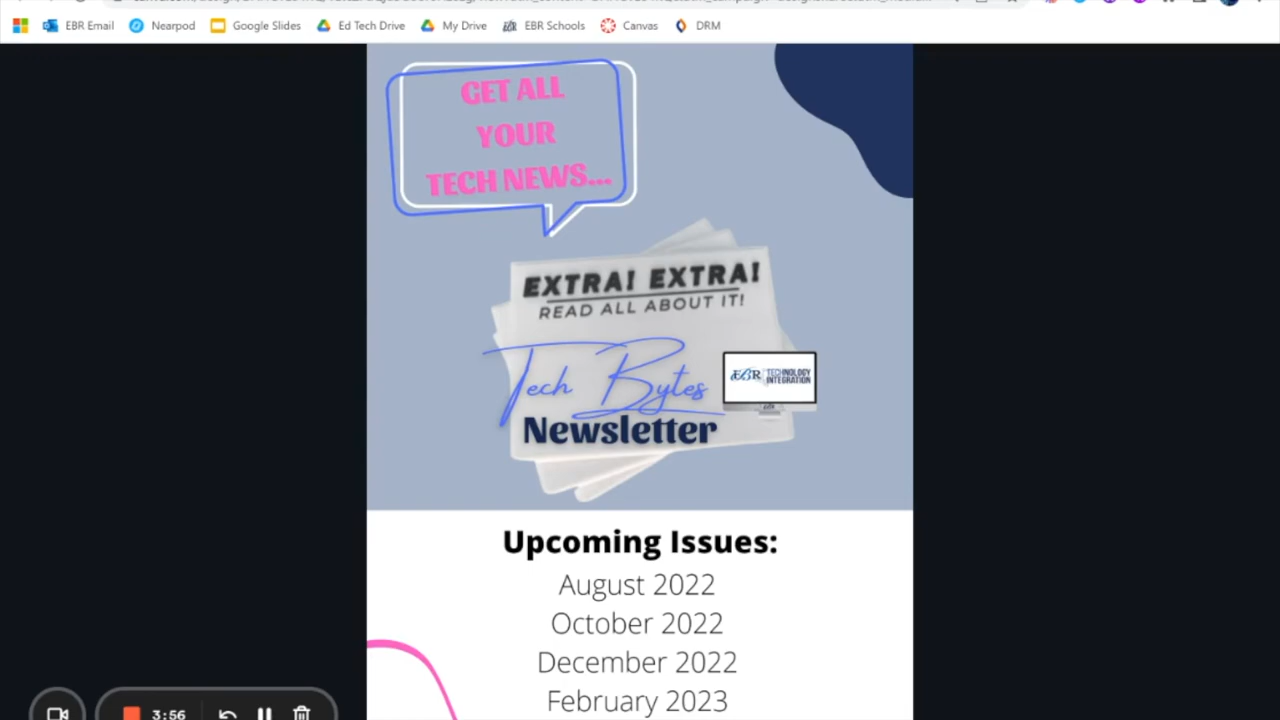 EBR Email
Nearpod
Google Slides
Ed Tech Drive
My Drive
EBR Schools
Canvas
DRM
GET ALL
YOUR
TECH NEWS...
EXTRA! EXTRA!
READ ALL ABOUT IT!
Tech Bytes
Newsletter
EBR TECHNOLOGY
INTEGRATION
Upcoming Issues:
August 2022
October 2022
December 2022
February 2023
3:56